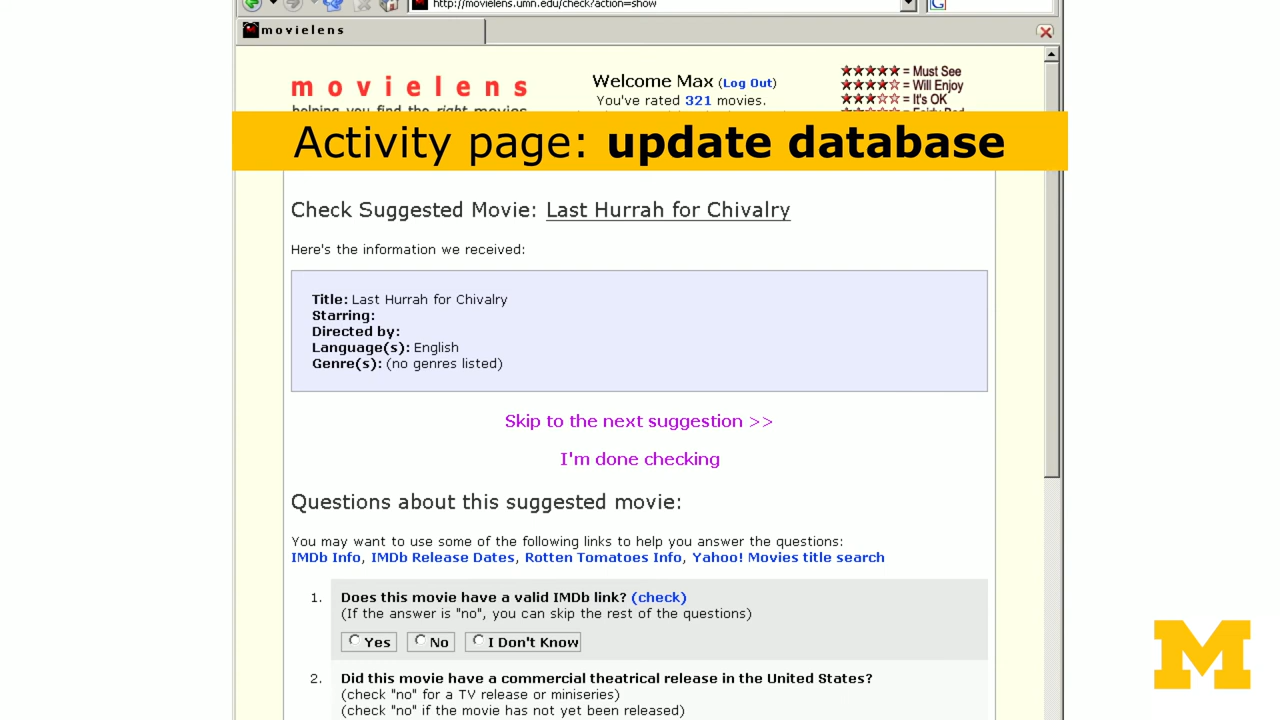 http://movielens.umn.edu/check?action=show
movielens
movielens
Welcome Max (Log Out)
You've rated 321 movies.
★★★★★ = Must See
★★★★☆ = Will Enjoy
★★★☆☆ = It's OK
helping you find the right movies
Activity page: update database
Check Suggested Movie: Last Hurrah for Chivalry
Here's the information we received:
Title: Last Hurrah for Chivalry
Starring:
Directed by:
Language(s): English
Genre(s): (no genres listed)
Skip to the next suggestion >>
I'm done checking
Questions about this suggested movie:
You may want to use some of the following links to help you answer the questions:
IMDb Info, IMDb Release Dates, Rotten Tomatoes Info, Yahoo! Movies title search
1. Does this movie have a valid IMDb link? (check)
(If the answer is "no", you can skip the rest of the questions)
Yes No I Don't Know
2. Did this movie have a commercial theatrical release in the United States?
(check "no" for a TV release or miniseries)
(check "no" if the movie has not yet been released)
M